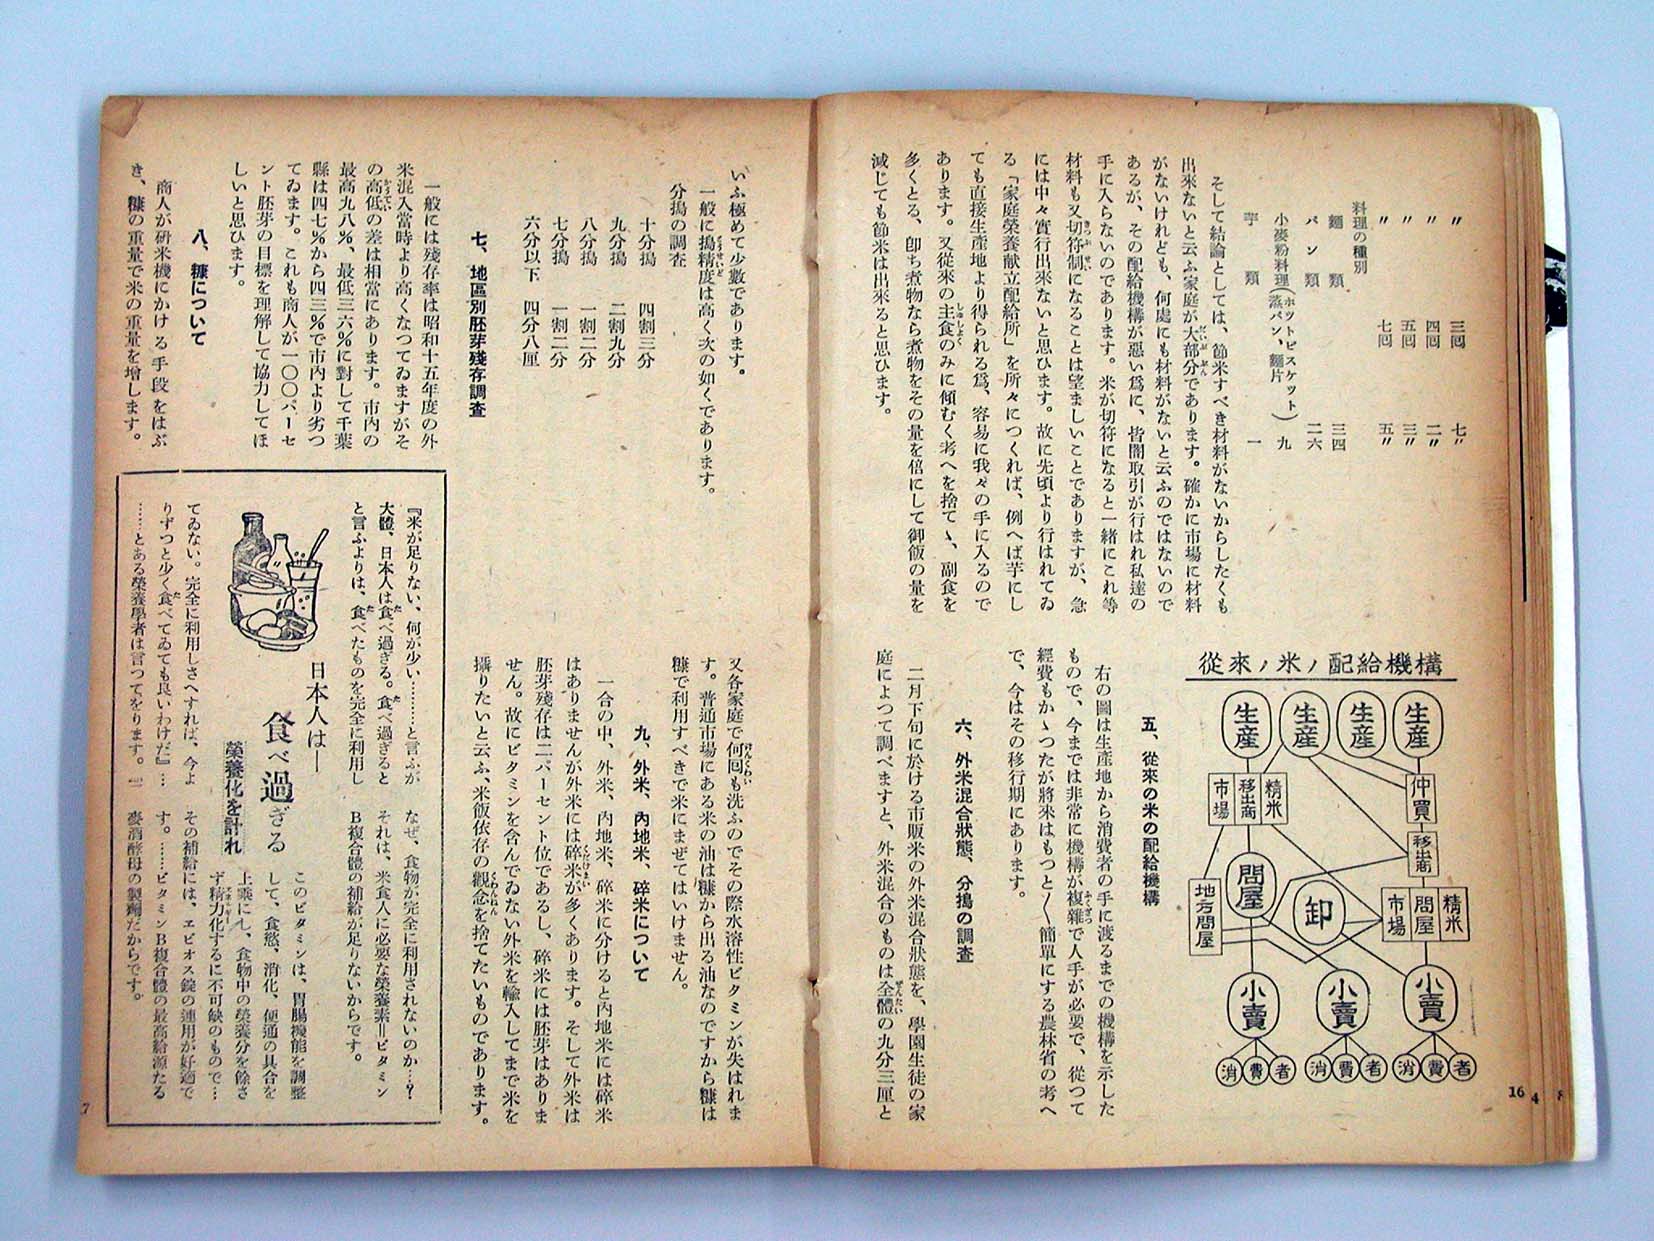 〃　三囘　七〃
〃　四囘　二〃
〃　五囘　三〃
〃　七囘　五〃
料理の種別
麺類　三四
パン類　二六
小麥粉料理(ホットビスケット 蒸パン、麺片)　九
芋類　一
そして結論としては、節米すべき材料がないからしたくも
出來ないと云ふ家庭が大部分であります。確かに市場に材料
がないけれども、何處にも材料がないと云ふのではないので
あるが、その配給機構が惡い爲に、皆闇取引が行はれ私達の
手に入らないのであります。米が切符になると一緒にこれ等
材料も又切符制になることは望ましいことでありますが、急
には中々實行出來ないと思ひます。故に先頃より行はれてゐ
る「家庭榮養献立配給所」を所々につくれば、例へば芋にし
ても直接生產地より得られる爲、容易に我々の手に入るので
あります。又從來の主食のみに傾むく考へを捨てゝ、副食を
多くとる、卽ち煮物なら煮物をその量を倍にして御飯の量を
減じても節米は出來ると思ひます。
從來ノ米ノ配給機構
生產　生產　生產　生產
市場　移出商　精米
仲買
移出商
問屋
地方問屋
卸
市場　問屋　精米
小賣　小賣　小賣
消費者　消費者　消費者
五、從來の米の配給機構
右の圖は生產地から消費者の手に渡るまでの機構を示した
もので、今までは非常に機構が複雜で人手が必要で、從つて
經費もかゝつたが將來はもつと〳〵簡單にする農林省の考へ
で、今はその移行期にあります。
六、外米混合狀態、分搗の調査
二月下旬に於ける市販米の外米混合狀態を、學園生徒の家
庭によつて調べますと、外米混合のものは全體の九分三厘と
16
いふ極めて少數であります。
一般に搗精度は高く次の如くであります。
分搗の調査
十分搗　四割三分
九分搗　二割九分
八分搗　一割二分
七分搗　一割二分
六分以下　四分八厘
七、地區別胚芽殘存調査
一般には殘存率は昭和十五年度の外
米混入當時より高くなつてゐますがそ
の高低の差は相當にあります。市內の
最高九八%、最低三六%に對して千葉
縣は四七%から四三%で市內より劣つ
てゐます。これも商人が一〇〇パーセ
ント胚芽の目標を理解して協力してほ
しいと思ひます。
八、糠について
商人が硏米機にかける手段をはぶ
き、糠の重量で米の重量を增します。
又各家庭で何囘も洗ふのでその際水溶性ビタミンが失はれま
す。普通市場にある米の油は糠から出る油なのですから糠は
糠で利用すべきで米にまぜてはいけません。
九、外米、內地米、碎米について
一合の中、外米、內地米、碎米に分けると內地米には碎米
はありませんが外米には碎米が多くあります。そして外米は
胚芽殘存は二パーセント位であるし、碎米には胚芽はありま
せん。故にビタミンを含んでゐない外米を輸入してまで米を
攝りたいと云ふ、米飯依存の觀念を捨てたいものであります。
『米が足りない、何が少い………と言ふが
大體、日本人は食べ過ぎる。食べ過ぎると
と言ふよりは、食べたものを完全に利用し
てゐない。完全に利用しさへすれば、今よ
りずつと少く食べてゐても良いわけだ』…
……とある榮養學者は言つてをります。
日本人は―
食べ過ぎる
榮養化を計れ
なぜ、食物が完全に利用されないのか…?
それは、米食人に必要な榮養素=ビタミン
B複合體の補給が足りないからです。
このビタミンは、胃腸機能を調整
して、食慾、消化、便通の具合を
上乘にし、食物中の榮養分を餘さ
ず精力化するに不可缺のもので…
その補給には、エビオス錠の連用が好適で
す。………ビタミンB複合體の最高給源たる
麥酒酵母の製劑だからです。
7